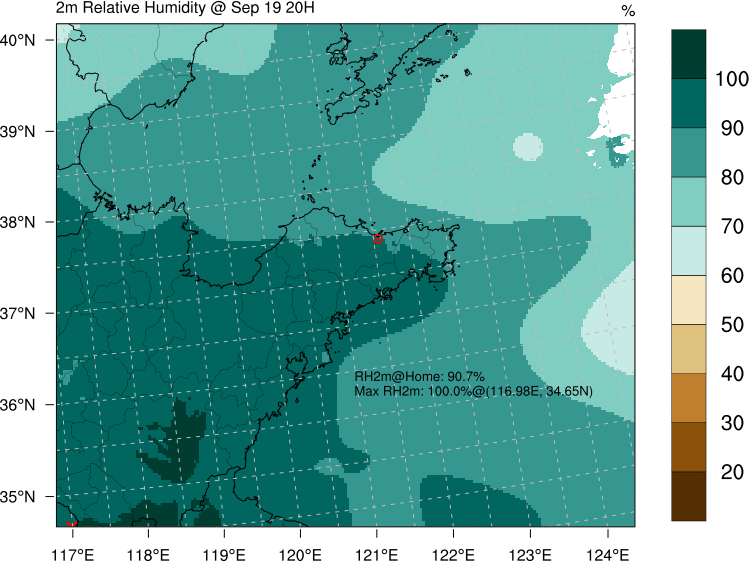 2m Relative Humidity @ Sep 19 20H
%
40°N
39°N
38°N
37°N
36°N
35°N
117°E
118°E
119°E
120°E
121°E
122°E
123°E
124°E
RH2m@Home: 90.7%
Max RH2m: 100.0%@(116.98E, 34.65N)
100
90
80
70
60
50
40
30
20